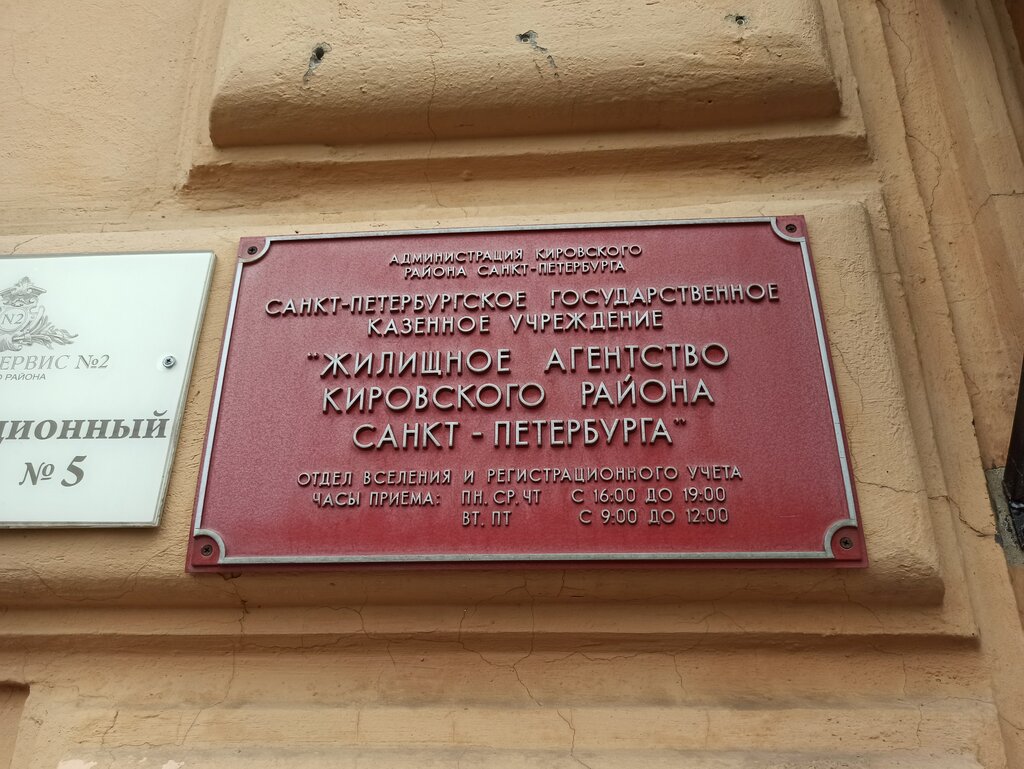 АДМИНИСТРАЦИЯ КИРОВСКОГО
РАЙОНА САНКТ-ПЕТЕРБУРГА
САНКТ-ПЕТЕРБУРГСКОЕ ГОСУДАРСТВЕННОЕ
КАЗЕННОЕ УЧРЕЖДЕНИЕ
"ЖИЛИЩНОЕ АГЕНТСТВО
КИРОВСКОГО РАЙОНА
САНКТ - ПЕТЕРБУРГА"
ОТДЕЛ ВСЕЛЕНИЯ И РЕГИСТРАЦИОННОГО УЧЕТА
ЧАСЫ ПРИЕМА: ПН. СР. ЧТ С 16:00 ДО 19:00
ВТ. ПТ С 9:00 ДО 12:00
N2
ЕРВИС №2
РАЙОНА
ционный
№ 5